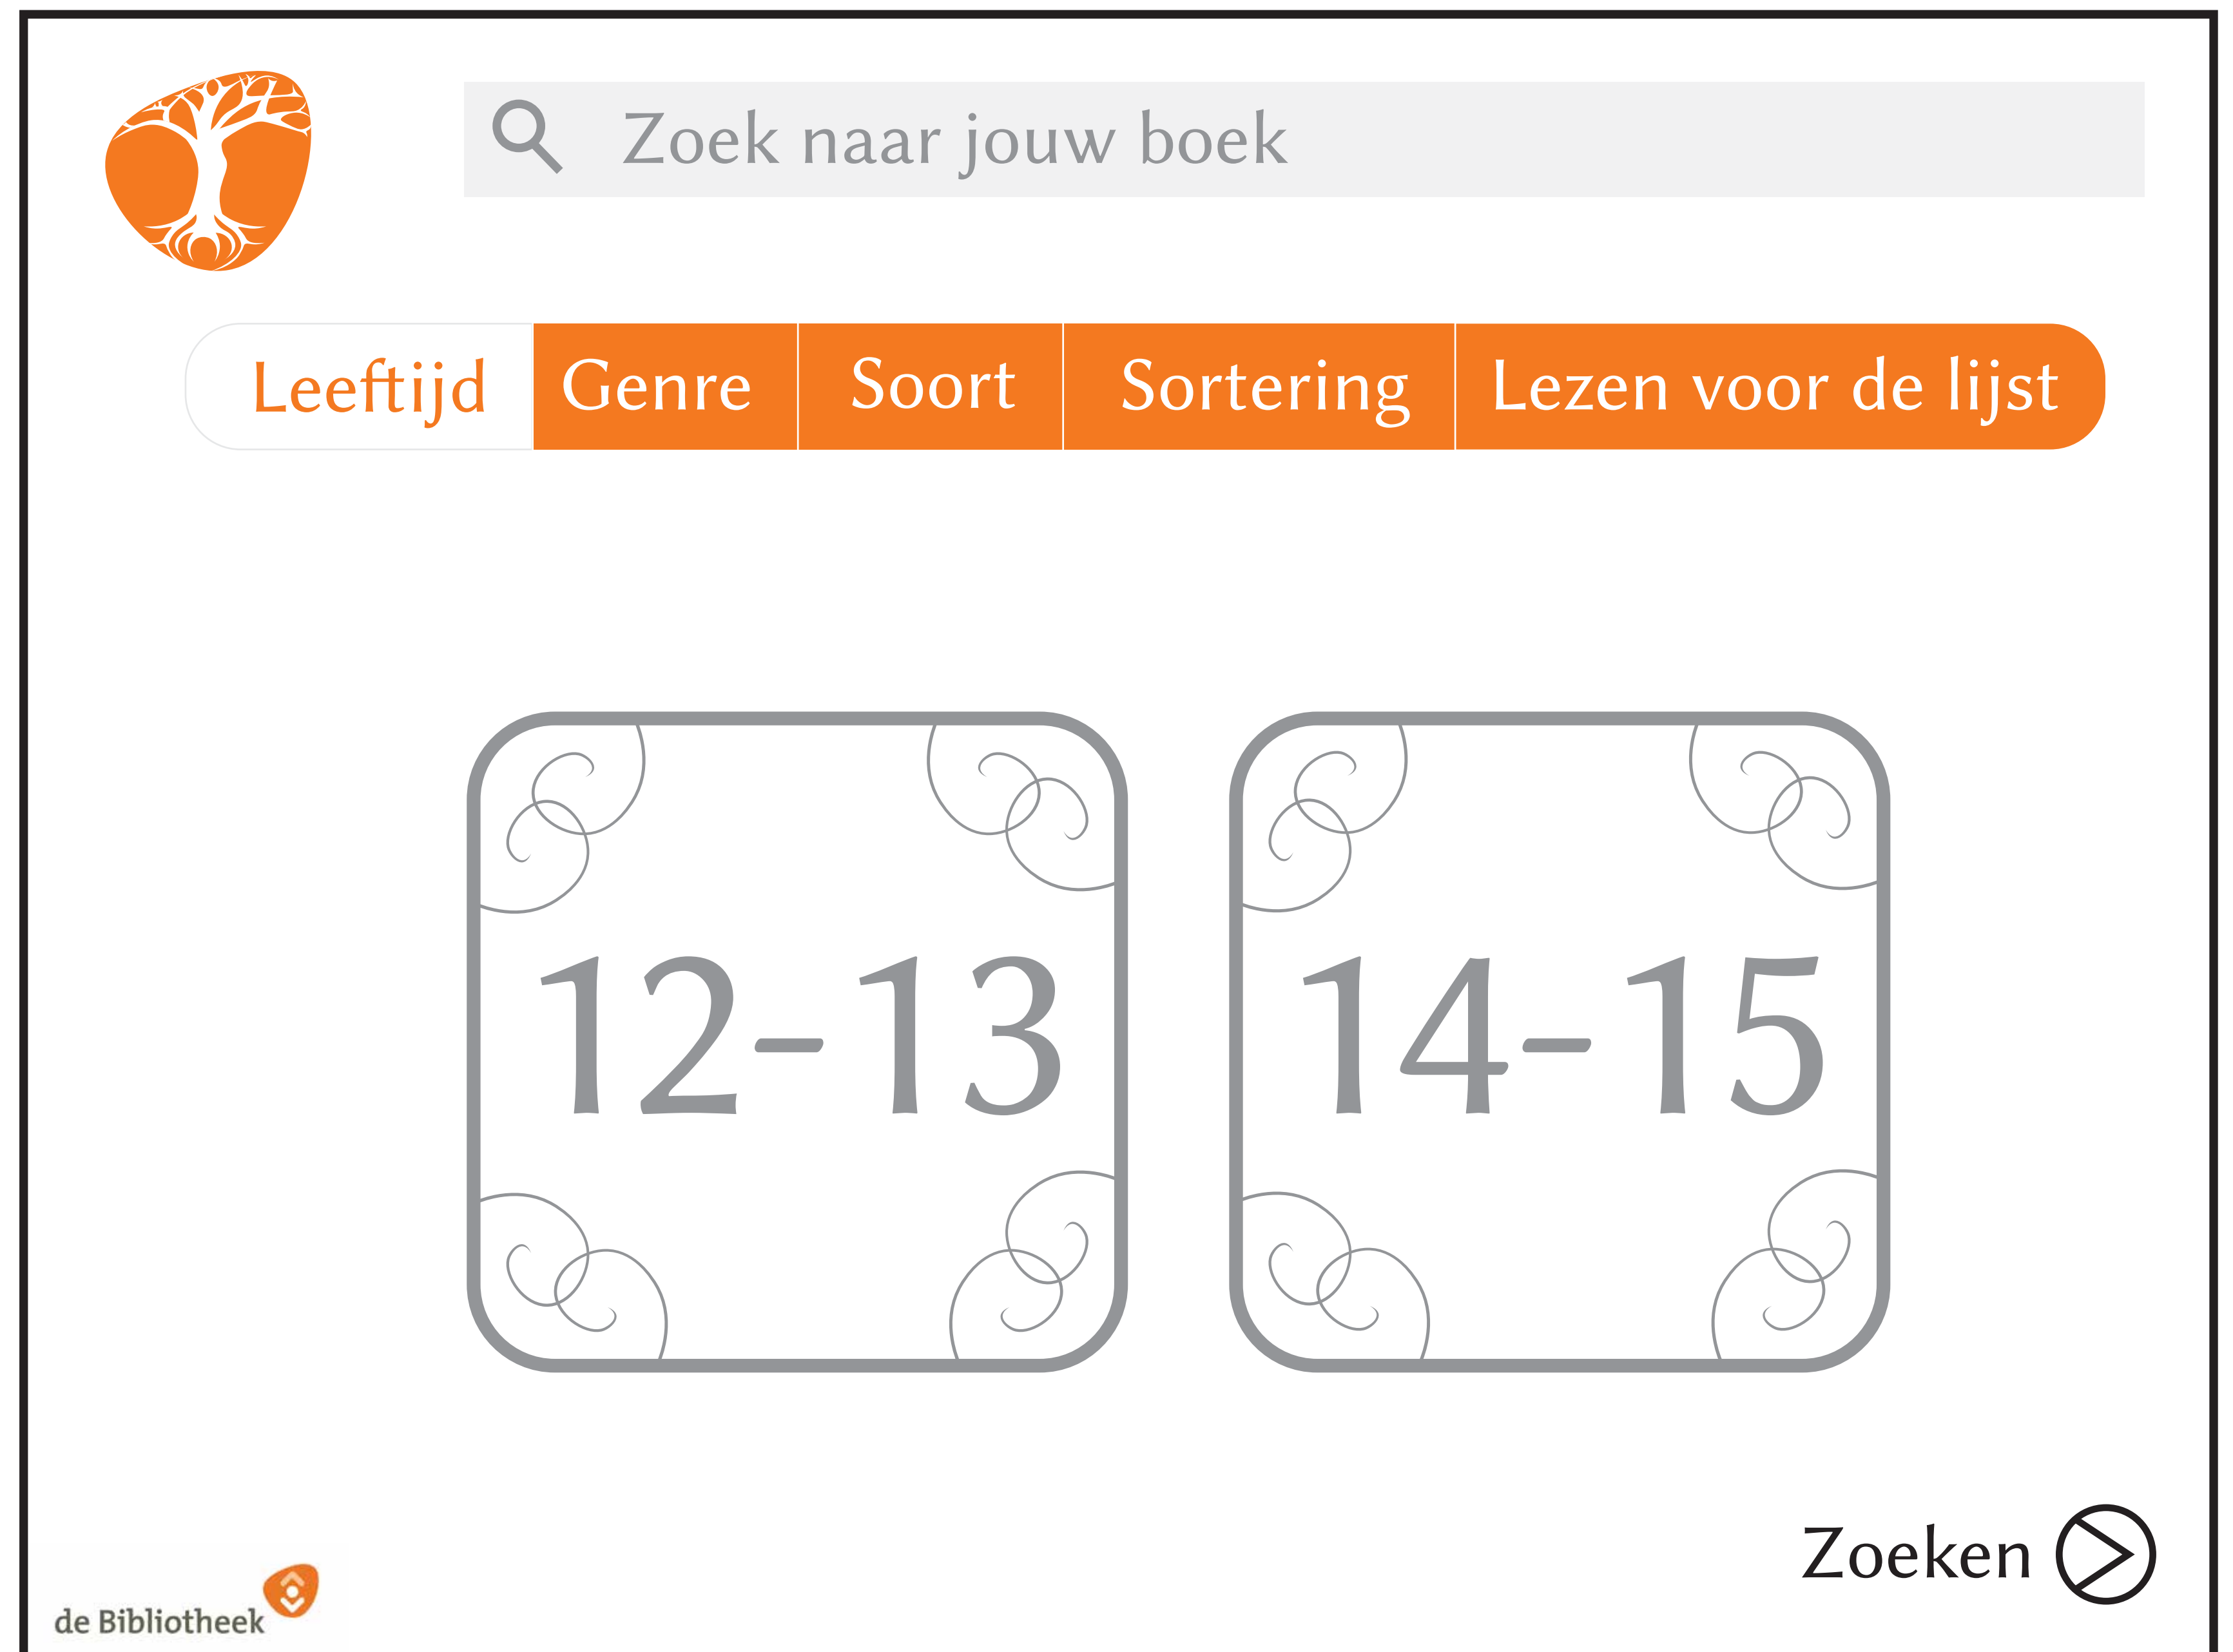 Zoek naar jouw boek
Leeftijd Genre Soort Sortering Lezen voor de lijst
12-13 14-15
Zoeken
de Bibliotheek